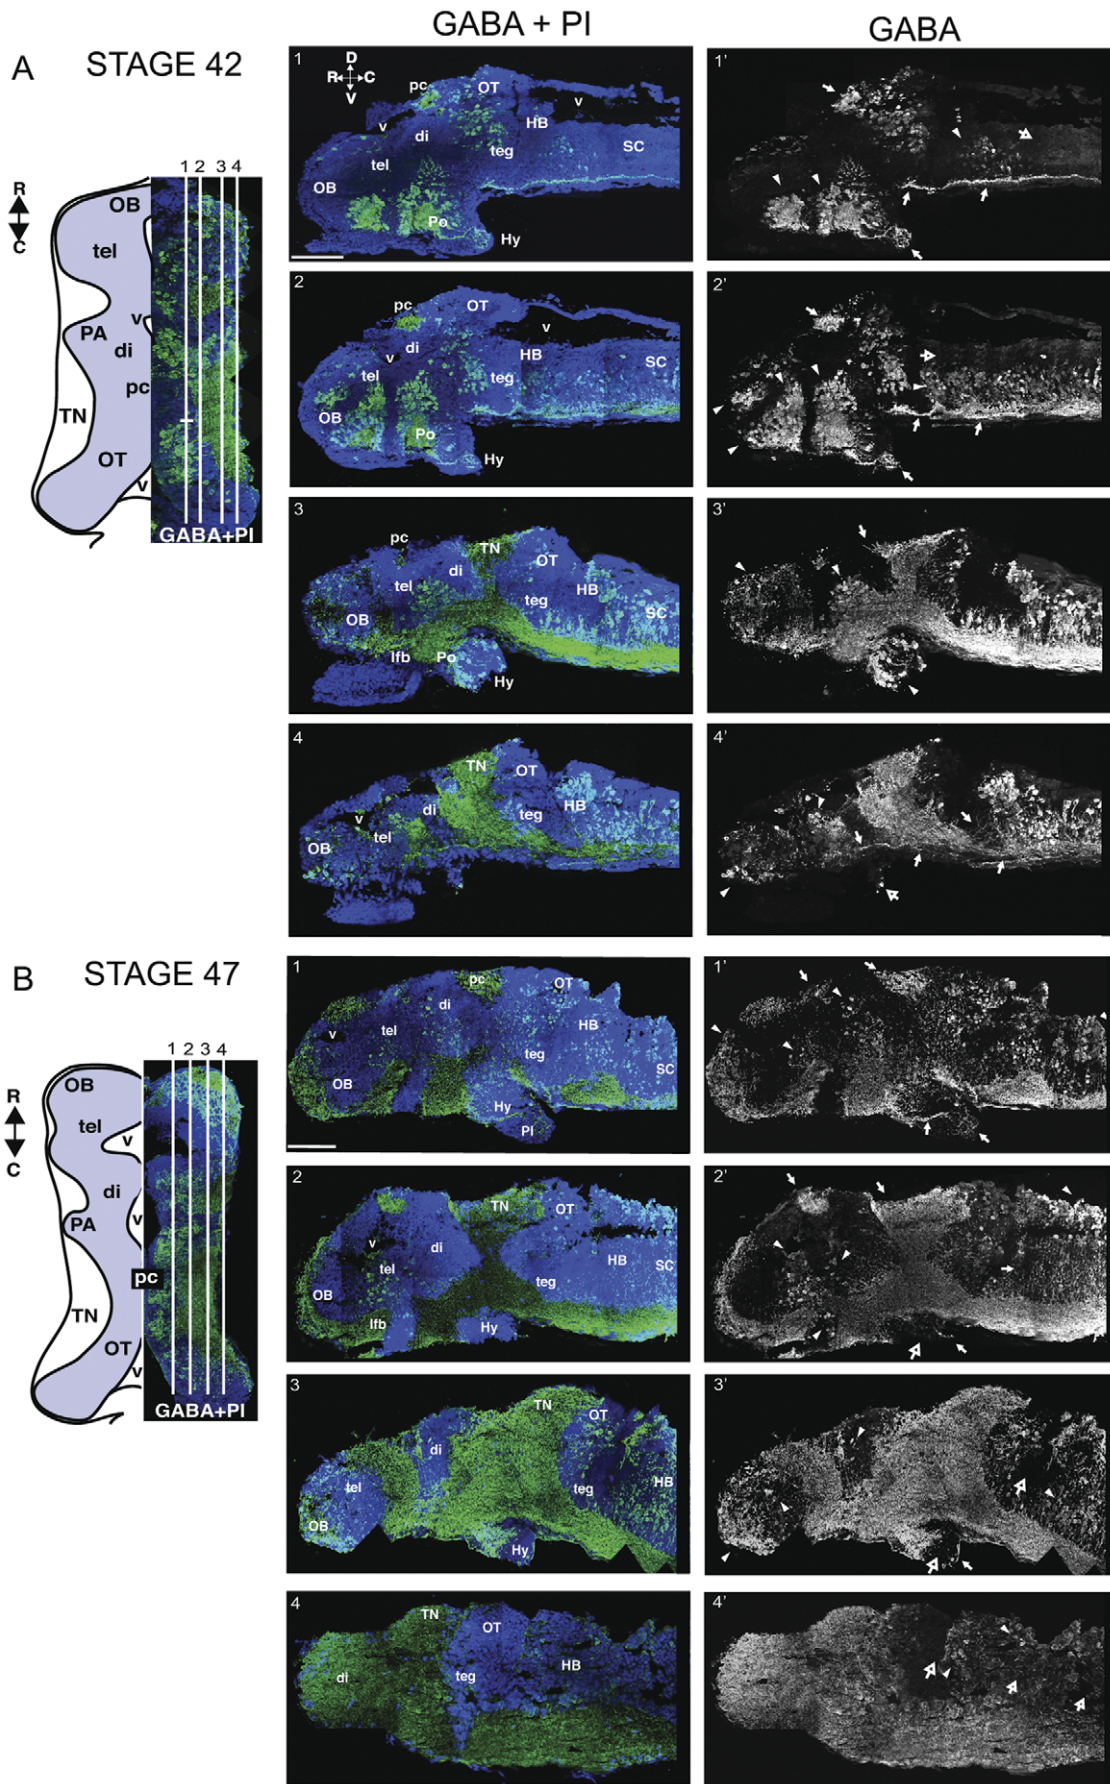 GABA + PI GABA
A STAGE 42
1 2 3 4
R
C
OB
tel
v
PA
di
pc
TN
OT
v
GABA+PI
1
D
R C
V
pc
OT
v
v
HB
di
SC
tel
teg
OB
Po
Hy
1'
2
pc
OT
v
v
di
HB
SC
tel
teg
OB
Po
Hy
2'
3
pc
TN
OT
di
tel
HB
teg
SC
OB
lfb
Po
Hy
3'
4
TN
OT
di
v
HB
tel
teg
OB
4'
B STAGE 47
1 2 3 4
OB
R
C
tel
v
di
v
PA
pc
TN
OT
v
GABA+PI
1
pc
OT
di
v
tel
HB
teg
SC
OB
Hy
PI
1'
2
TN
OT
v
di
HB
tel
SC
teg
OB
lfb
Hy
2'
3
TN
OT
di
HB
tel
teg
OB
Hy
3'
4
TN
OT
HB
di
teg
4'